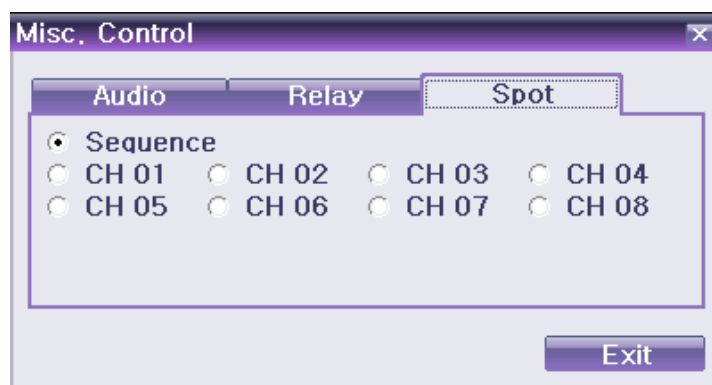 Misc. Control
Audio Relay Spot
Sequence
CH 01 CH 02 CH 03 CH 04
CH 05 CH 06 CH 07 CH 08
Exit